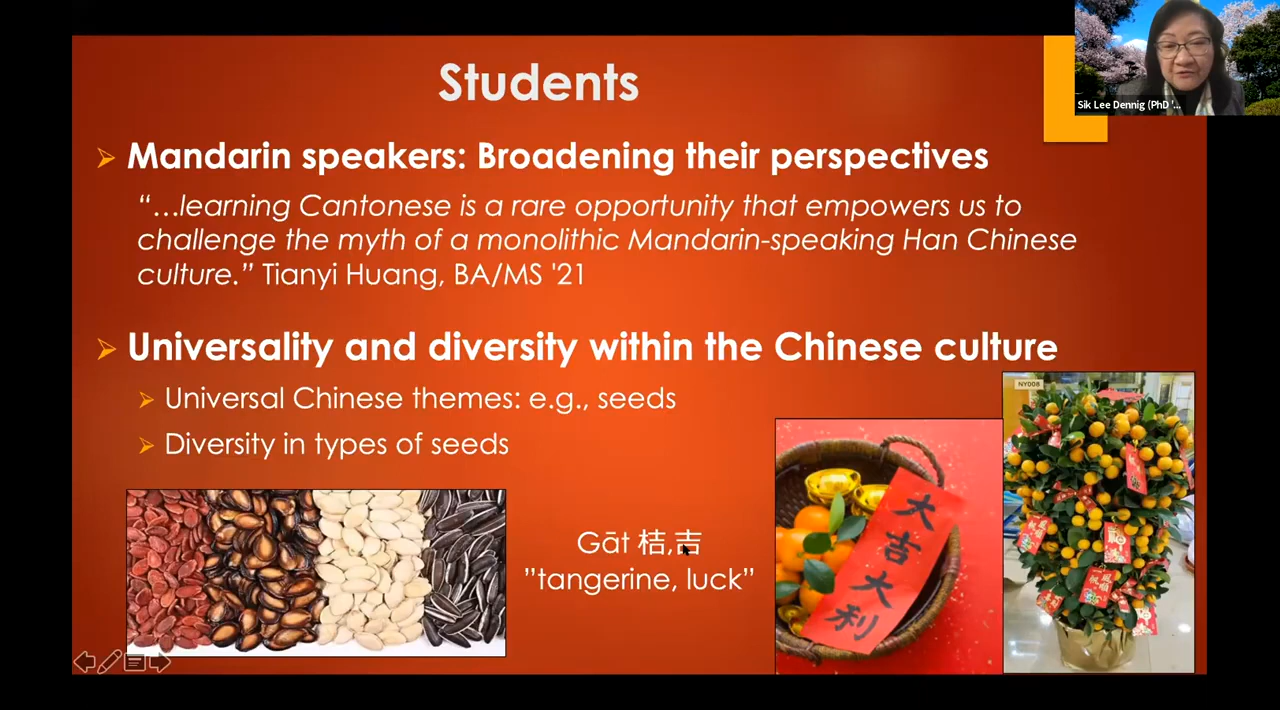 Students
Sik Lee Dennig (PhD '...
Mandarin speakers: Broadening their perspectives
“…learning Cantonese is a rare opportunity that empowers us to
challenge the myth of a monolithic Mandarin-speaking Han Chinese
culture.” Tianyi Huang, BA/MS '21
Universality and diversity within the Chinese culture
Universal Chinese themes: e.g., seeds
Diversity in types of seeds
Gāt 桔,吉
”tangerine, luck”
大吉大利
NY008